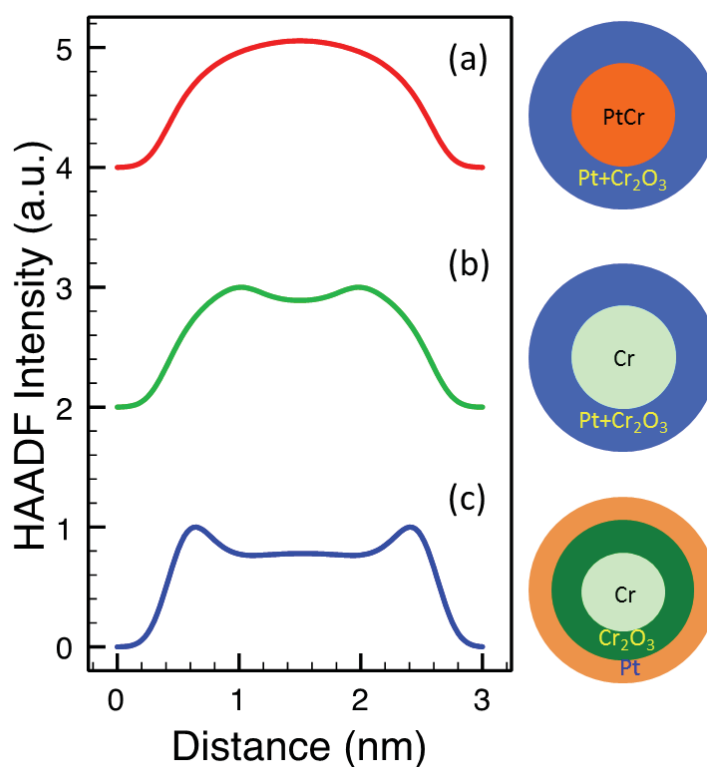 HAADF Intensity (a.u.)
5
4
3
2
1
0
(a)
(b)
(c)
0 1 2 3
Distance (nm)
PtCr
Pt+Cr₂O₃
Cr
Pt+Cr₂O₃
Cr
Cr₂O₃
Pt